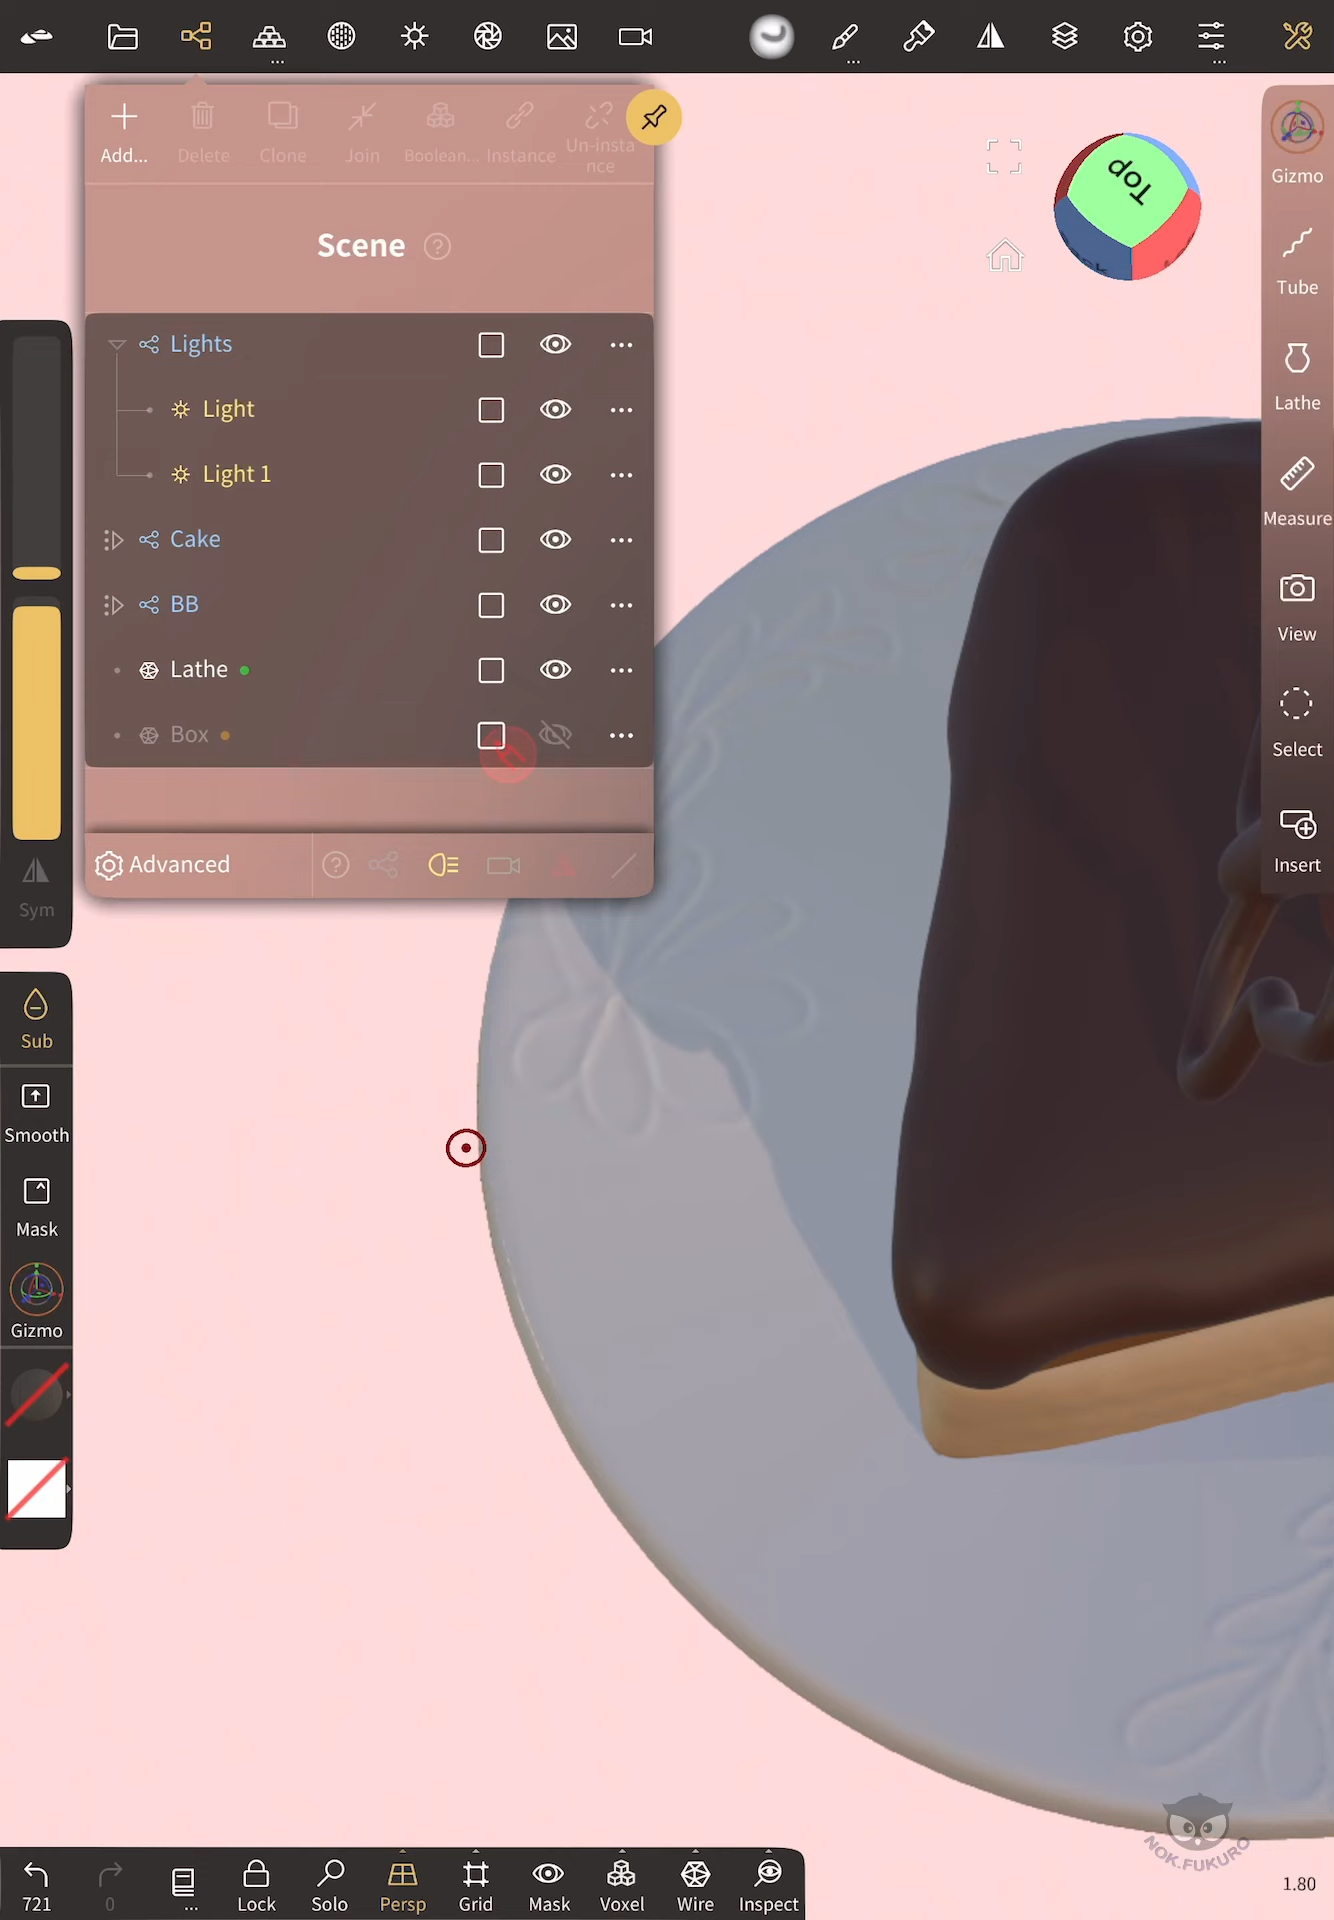 Add...
Delete
Clone
Join
Boolean...
Instance
Un-insta
nce
Scene
?
Lights
Light
Light 1
Cake
BB
Lathe
Box
Advanced
?
Sym
Sub
Smooth
Mask
Gizmo
Top
Gizmo
Tube
Lathe
Measure
View
Select
Insert
NOK.FUKURO
1.80
721
0
...
Lock
Solo
Persp
Grid
Mask
Voxel
Wire
Inspect